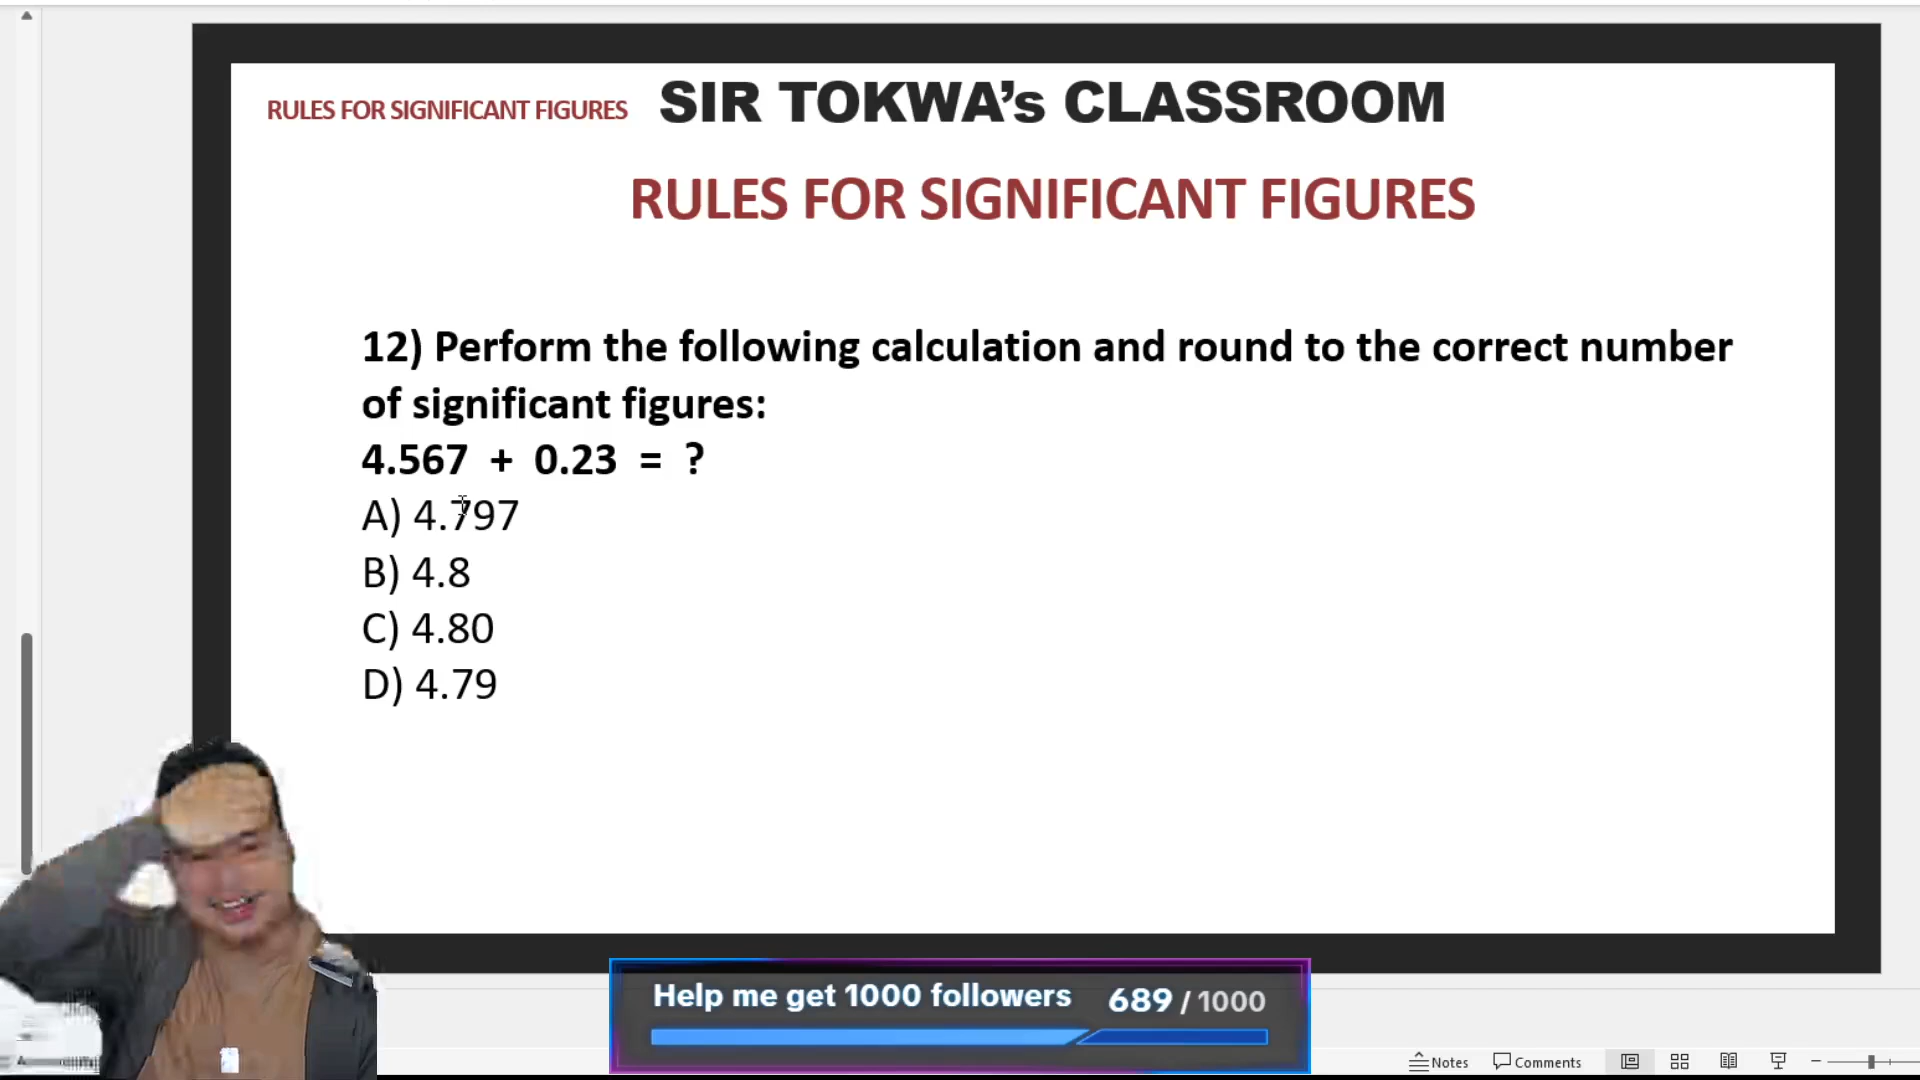 RULES FOR SIGNIFICANT FIGURES
SIR TOKWA’s CLASSROOM
RULES FOR SIGNIFICANT FIGURES
12) Perform the following calculation and round to the correct number
of significant figures:
4.567 + 0.23 = ?
A) 4.797
B) 4.8
C) 4.80
D) 4.79
Help me get 1000 followers 689 / 1000
Notes Comments